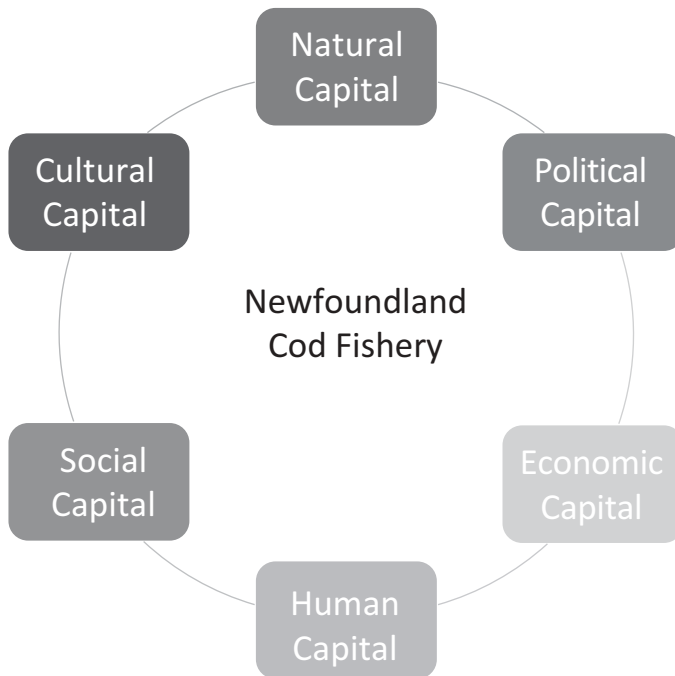 Natural
Capital
Cultural
Capital
Political
Capital
Newfoundland
Cod Fishery
Social
Capital
Economic
Capital
Human
Capital